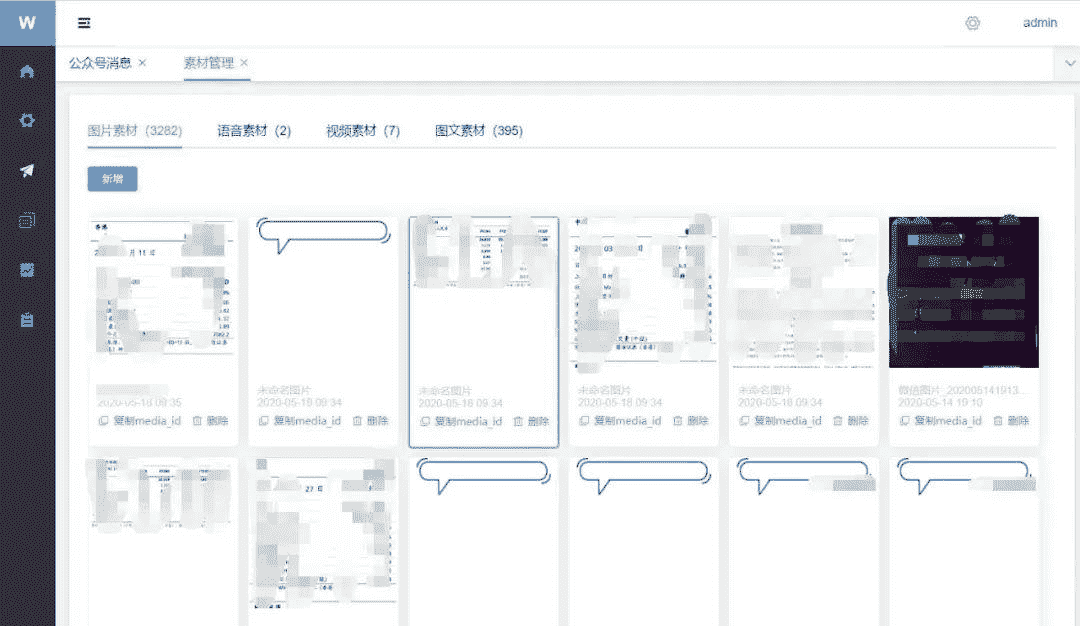 W
admin
公众号消息 ×
素材管理 ×
图片素材 (3282)
语音素材 (2)
视频素材 (7)
图文素材 (395)
新增
月 11 日
03
2020-05-18 09:35
复制media_id 删除
未命名图片
2020-05-18 09:34
复制media_id 删除
未命名图片
2020-05-18 09:34
复制media_id 删除
未命名图片
2020-05-18 09:34
复制media_id 删除
未命名图片
2020-05-18 09:34
复制media_id 删除
微信图片_202005141913...
2020-05-14 19:10
复制media_id 删除
27 日